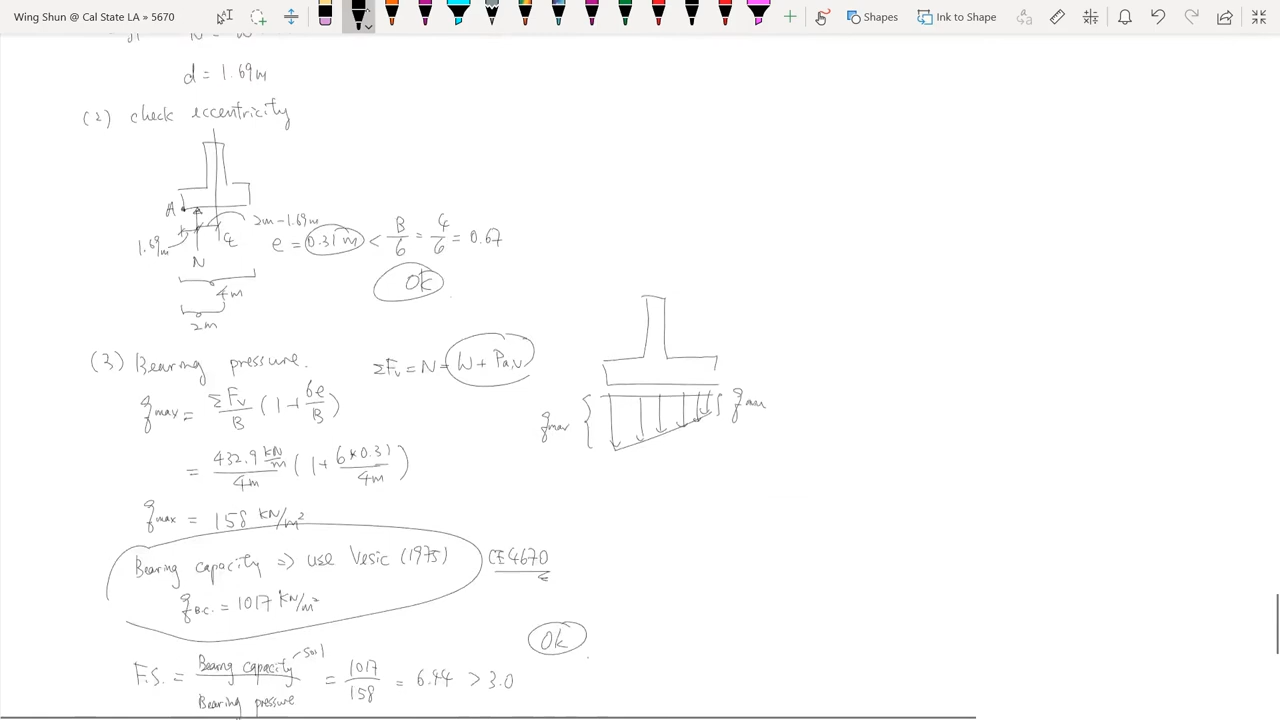 Wing Shun @ Cal State LA » 5670
Shapes
Ink to Shape
d = 1.69m
(2) check eccentricity
A
2m-1.69m
1.69m
℄
e = 0.31m < B/6 = 4/6 = 0.67
N
Ok
4m
2m
(3) Bearing pressure.
ΣFv = N = W + Pa,v
qmax = ΣFv/B (1 + 6e/B)
qmax
qmin
= 432.9 kN/m / 4m (1 + 6*0.31/4m)
qmax = 158 kN/m²
Bearing capacity => use Vesic (1975)
CE4670
qB.C. = 1017 kN/m²
Ok
F.S. = Bearing capacity - soil / Bearing pressure = 1017/158 = 6.44 > 3.0